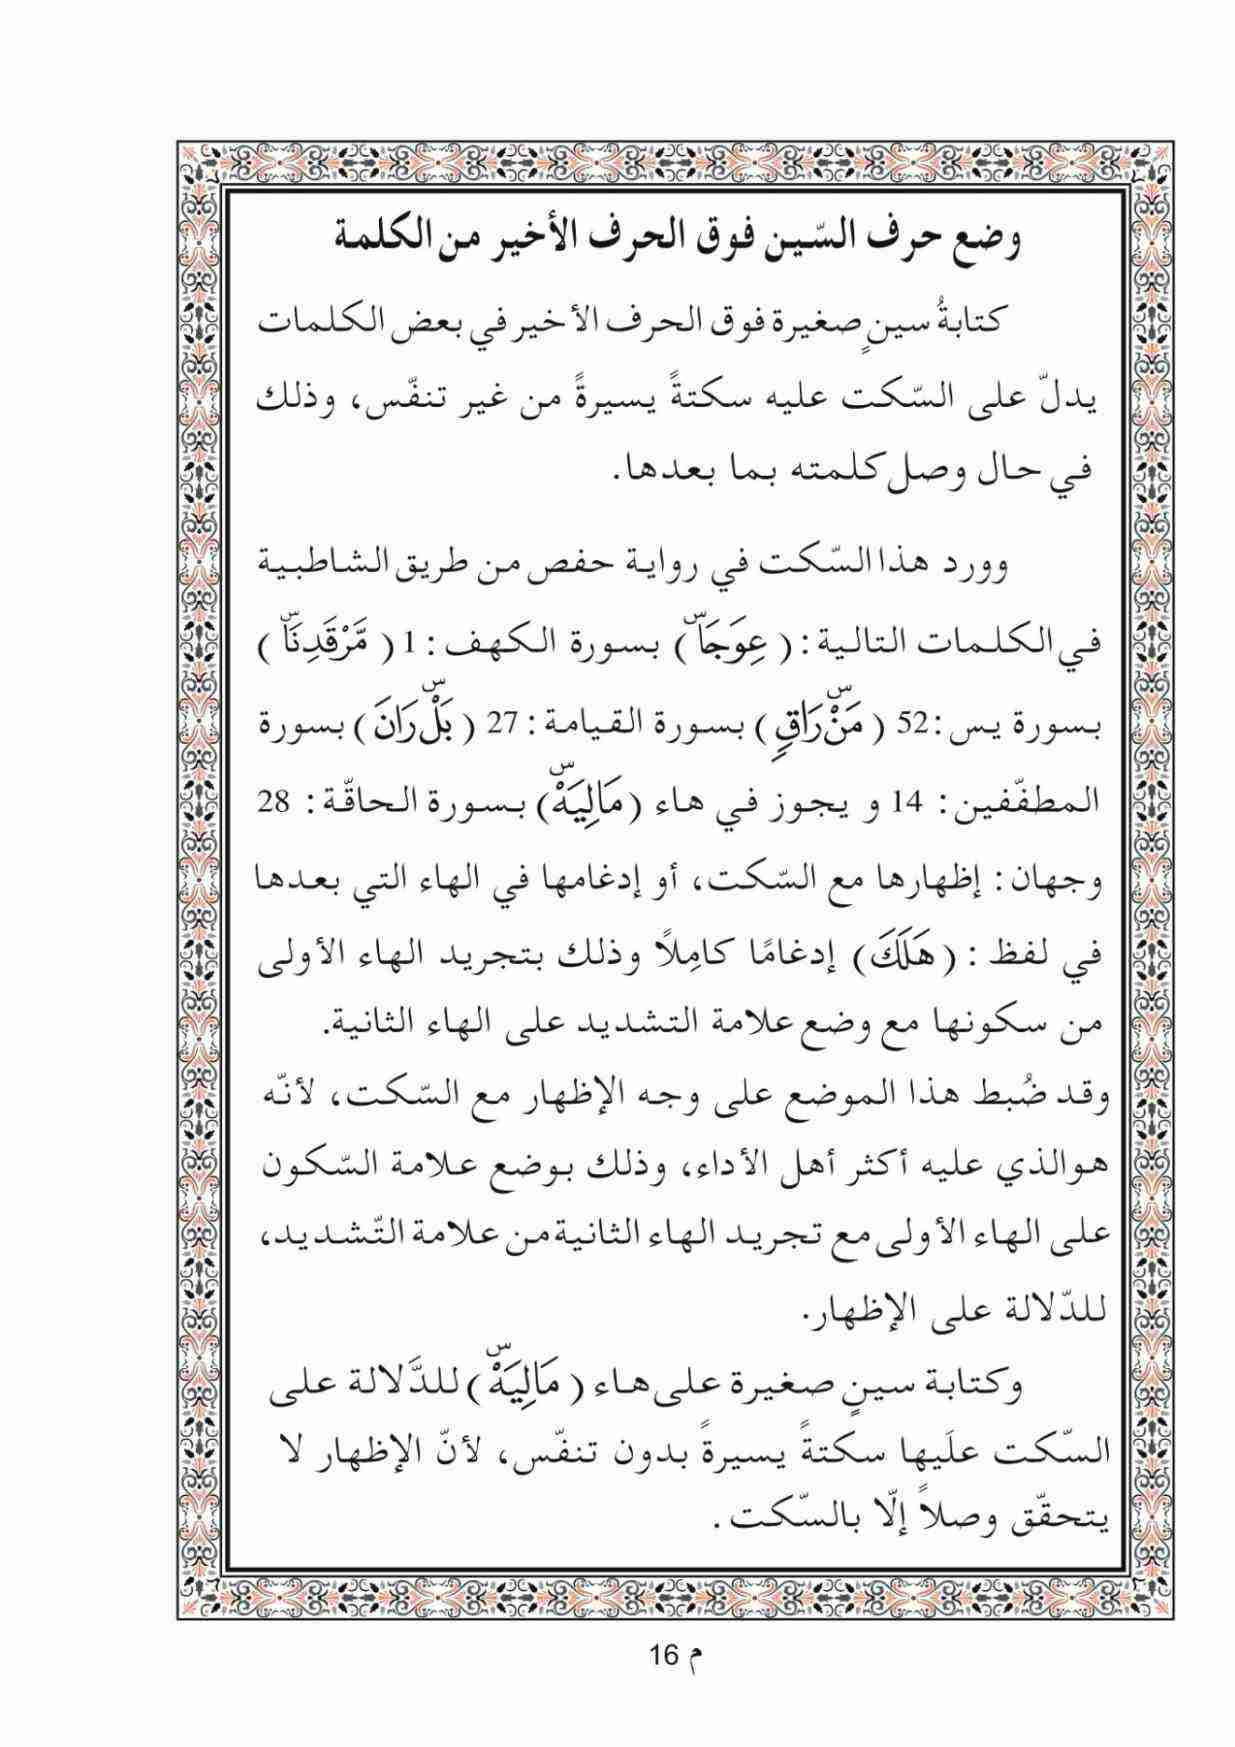 وضع حرف السّين فوق الحرف الأخير من الكلمة
كتابةُ سينٍ صغيرة فوق الحرف الأخير في بعض الكلمات
يدلّ على السّكت عليه سكتةً يسيرةً من غير تنفّس، وذلك
في حال وصل كلمته بما بعدها.
وورد هذا السّكت في رواية حفص من طريق الشاطبية
في الكلمات التالية : ( عِوَجَاۜ ) بسورة الكهف : 1 ( مَّرْقَدِنَاۜ )
بسورة يس : 52 ( مَنْۜ رَاقٍ ) بسورة القيامة : 27 ( بَلْۜ رَانَ ) بسورة
المطفّفين : 14 و يجوز في هاء ( مَالِيَهْۜ ) بسورة الحاقّة : 28
وجهان : إظهارها مع السّكت، أو إدغامها في الهاء التي بعدها
في لفظ : ( هَلَكَ ) إدغامًا كامِلاً وذلك بتجريد الهاء الأولى
من سكونها مع وضع علامة التشديد على الهاء الثانية.
وقد ضُبط هذا الموضع على وجه الإظهار مع السّكت، لأنّه
هو الذي عليه أكثر أهل الأداء، وذلك بوضع علامة السّكون
على الهاء الأولى مع تجريد الهاء الثانية من علامة التّشديد،
للدّلالة على الإظهار.
وكتابة سينٍ صغيرة على هاء ( مَالِيَهْۜ ) للدَّلالة على
السّكت علَيها سكتةً يسيرةً بدون تنفّس، لأنّ الإظهار لا
يتحقّق وصلاً إلّا بالسّكت .
م 16